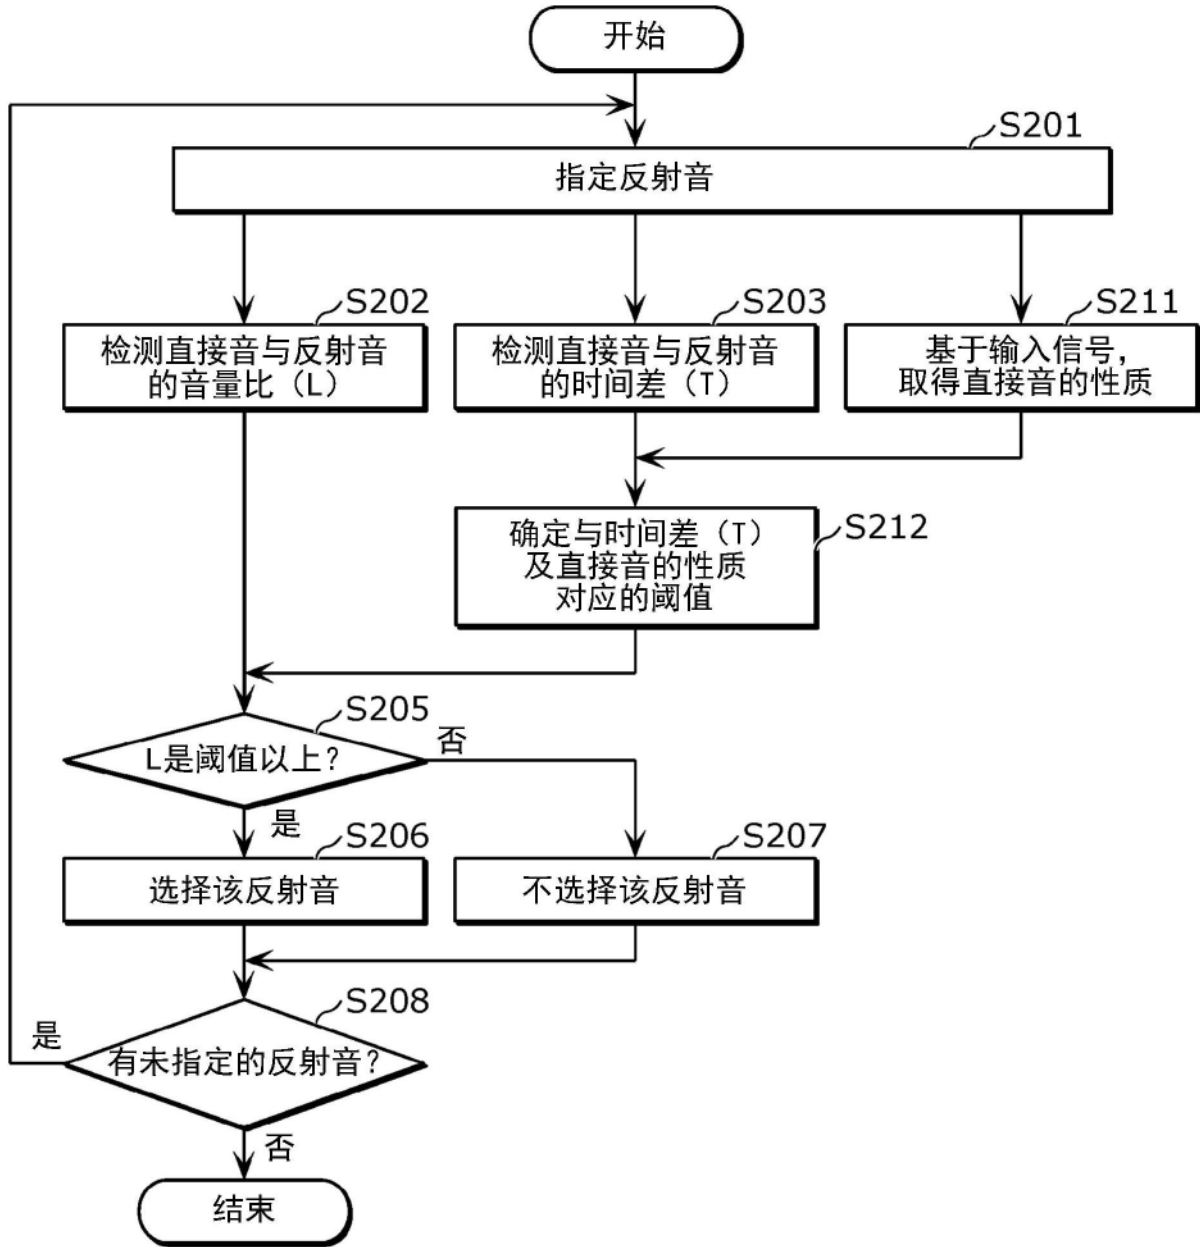 开始
S201
指定反射音
S202
检测直接音与反射音
的音量比（L）
S203
检测直接音与反射音
的时间差（T）
S211
基于输入信号，
取得直接音的性质
S212
确定与时间差（T）
及直接音的性质
对应的阈值
S205
L是阈值以上？
否
是
S206
选择该反射音
S207
不选择该反射音
S208
是
有未指定的反射音？
否
结束